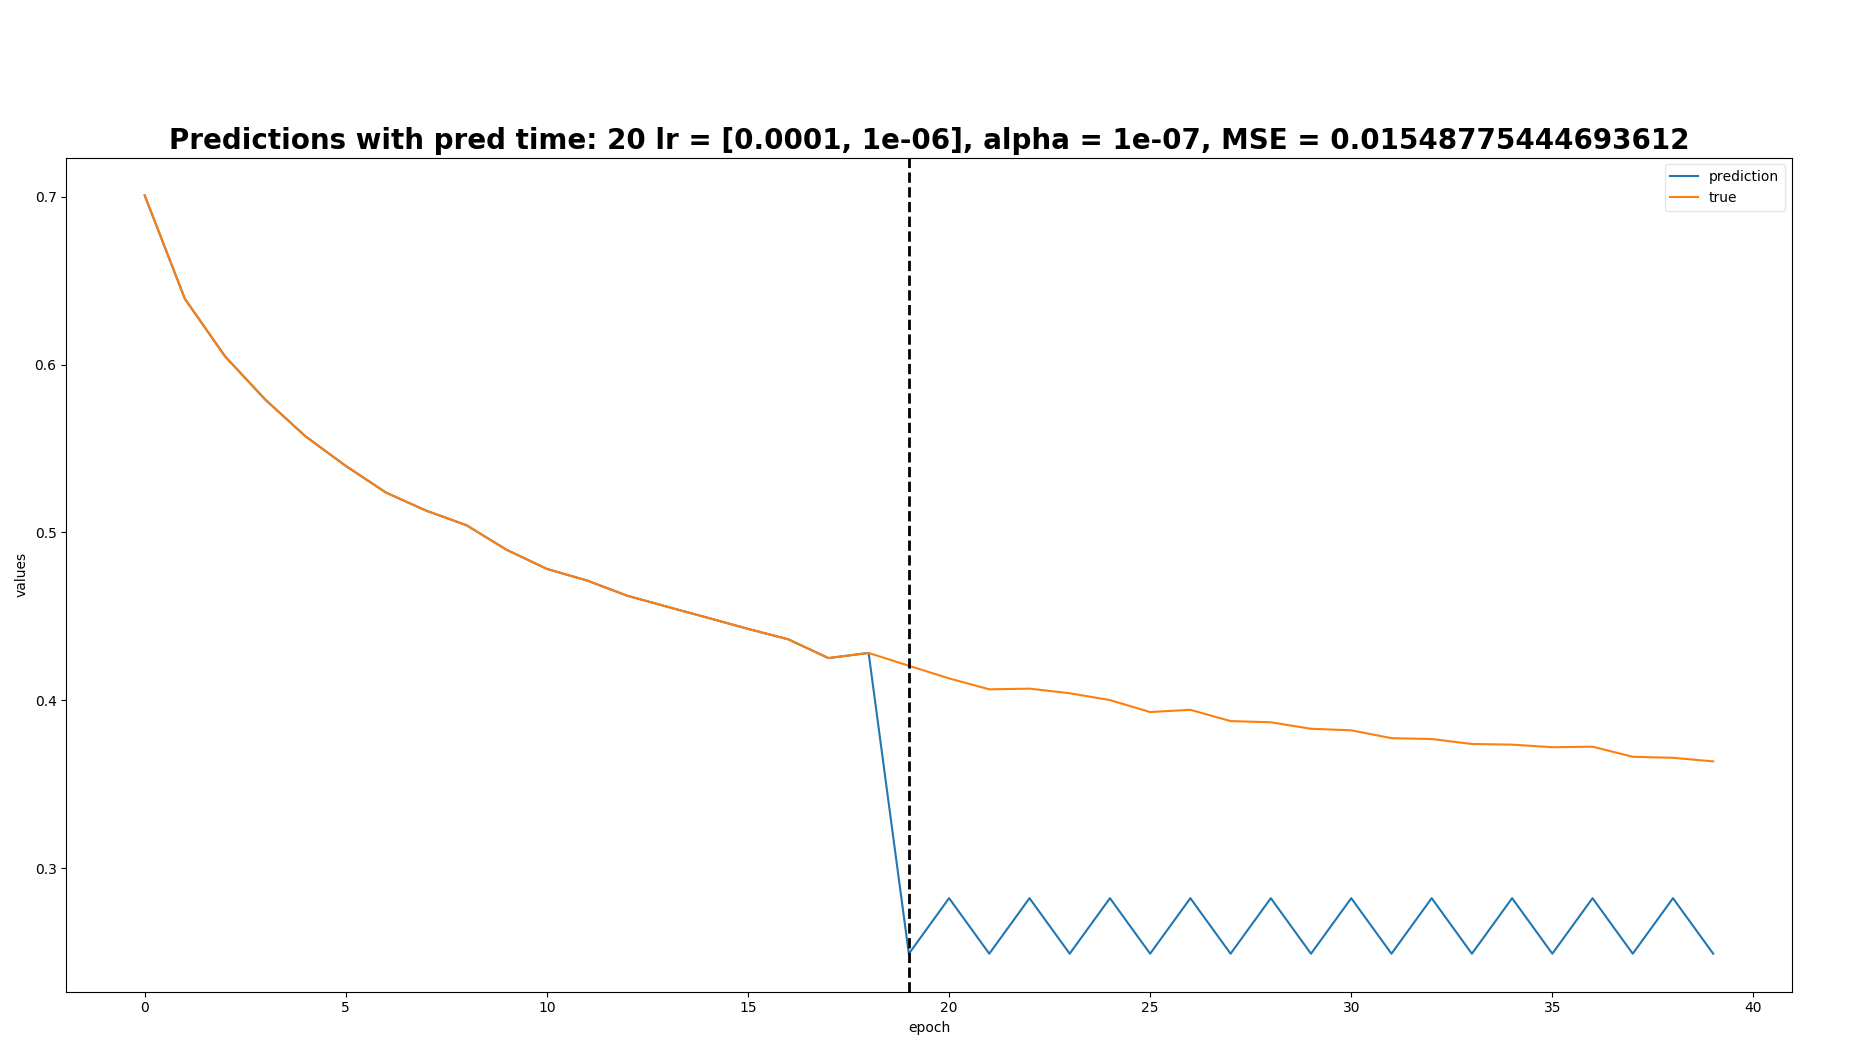 Predictions with pred time: 20 lr = [0.0001, 1e-06], alpha = 1e-07, MSE = 0.01548775444693612
prediction
true
0.7
0.6
0.5
0.4
0.3
values
0 5 10 15 20 25 30 35 40
epoch